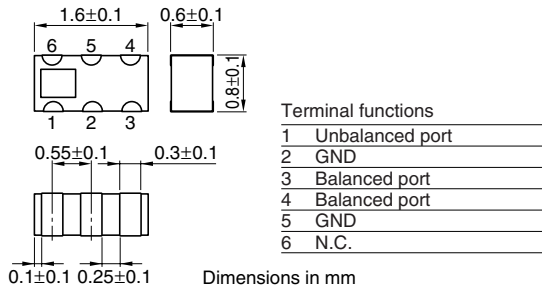 1.6±0.1 0.6±0.1
6 5 4
0.8±0.1
1 2 3
0.55±0.1 0.3±0.1
0.1±0.1 0.25±0.1
Dimensions in mm
Terminal functions
1 Unbalanced port
2 GND
3 Balanced port
4 Balanced port
5 GND
6 N.C.